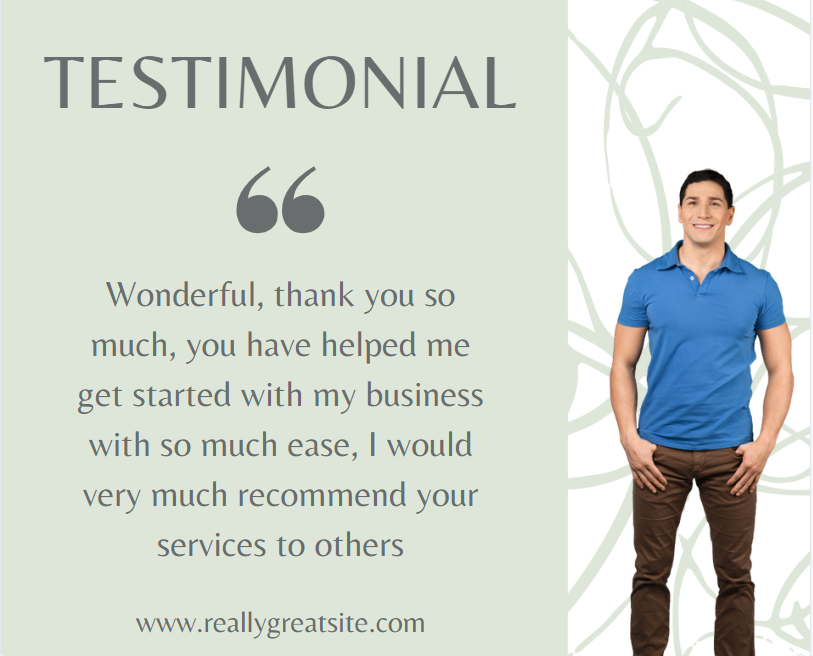 TESTIMONIAL
“
Wonderful, thank you so
much, you have helped me
get started with my business
with so much ease, I would
very much recommend your
services to others
www.reallygreatsite.com